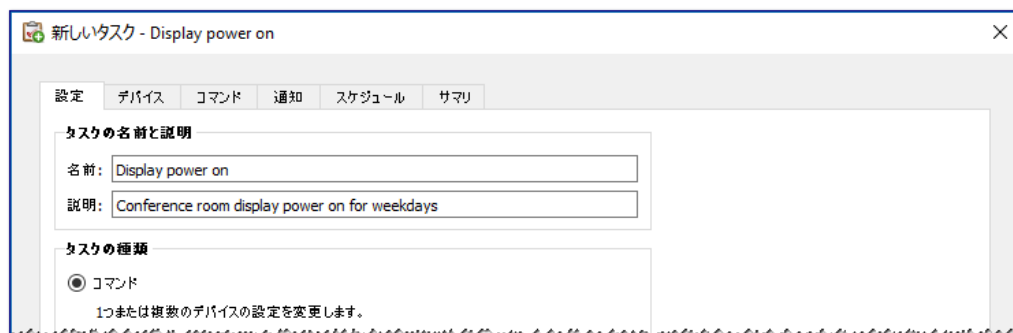 新しいタスク - Display power on
設定 デバイス コマンド 通知 スケジュール サマリ
タスクの名前と説明
名前: Display power on
説明: Conference room display power on for weekdays
タスクの種類
コマンド
1つまたは複数のデバイスの設定を変更します。